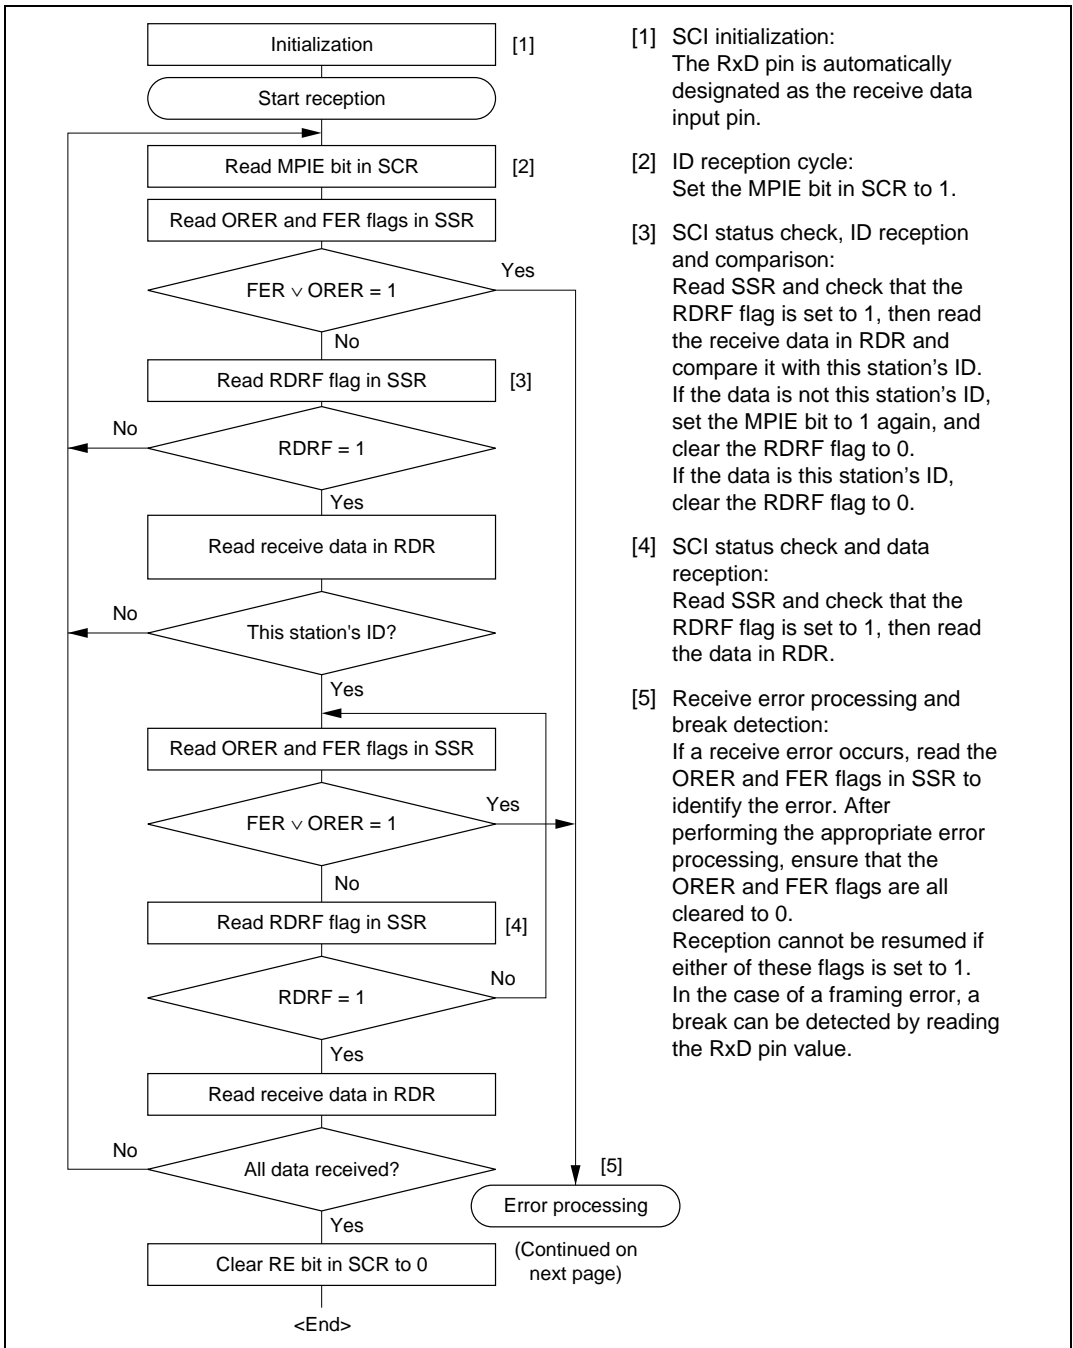 Initialization
[1]
Start reception
Read MPIE bit in SCR
[2]
Read ORER and FER flags in SSR
Yes
FER ∨ ORER = 1
No
Read RDRF flag in SSR
[3]
No
RDRF = 1
Yes
Read receive data in RDR
No
This station's ID?
Yes
Read ORER and FER flags in SSR
Yes
FER ∨ ORER = 1
No
Read RDRF flag in SSR
[4]
No
RDRF = 1
Yes
Read receive data in RDR
No
All data received?
[5]
Error processing
Yes
(Continued on
next page)
Clear RE bit in SCR to 0
<End>
[1] SCI initialization:
The RxD pin is automatically
designated as the receive data
input pin.
[2] ID reception cycle:
Set the MPIE bit in SCR to 1.
[3] SCI status check, ID reception
and comparison:
Read SSR and check that the
RDRF flag is set to 1, then read
the receive data in RDR and
compare it with this station's ID.
If the data is not this station's ID,
set the MPIE bit to 1 again, and
clear the RDRF flag to 0.
If the data is this station's ID,
clear the RDRF flag to 0.
[4] SCI status check and data
reception:
Read SSR and check that the
RDRF flag is set to 1, then read
the data in RDR.
[5] Receive error processing and
break detection:
If a receive error occurs, read the
ORER and FER flags in SSR to
identify the error. After
performing the appropriate error
processing, ensure that the
ORER and FER flags are all
cleared to 0.
Reception cannot be resumed if
either of these flags is set to 1.
In the case of a framing error, a
break can be detected by reading
the RxD pin value.